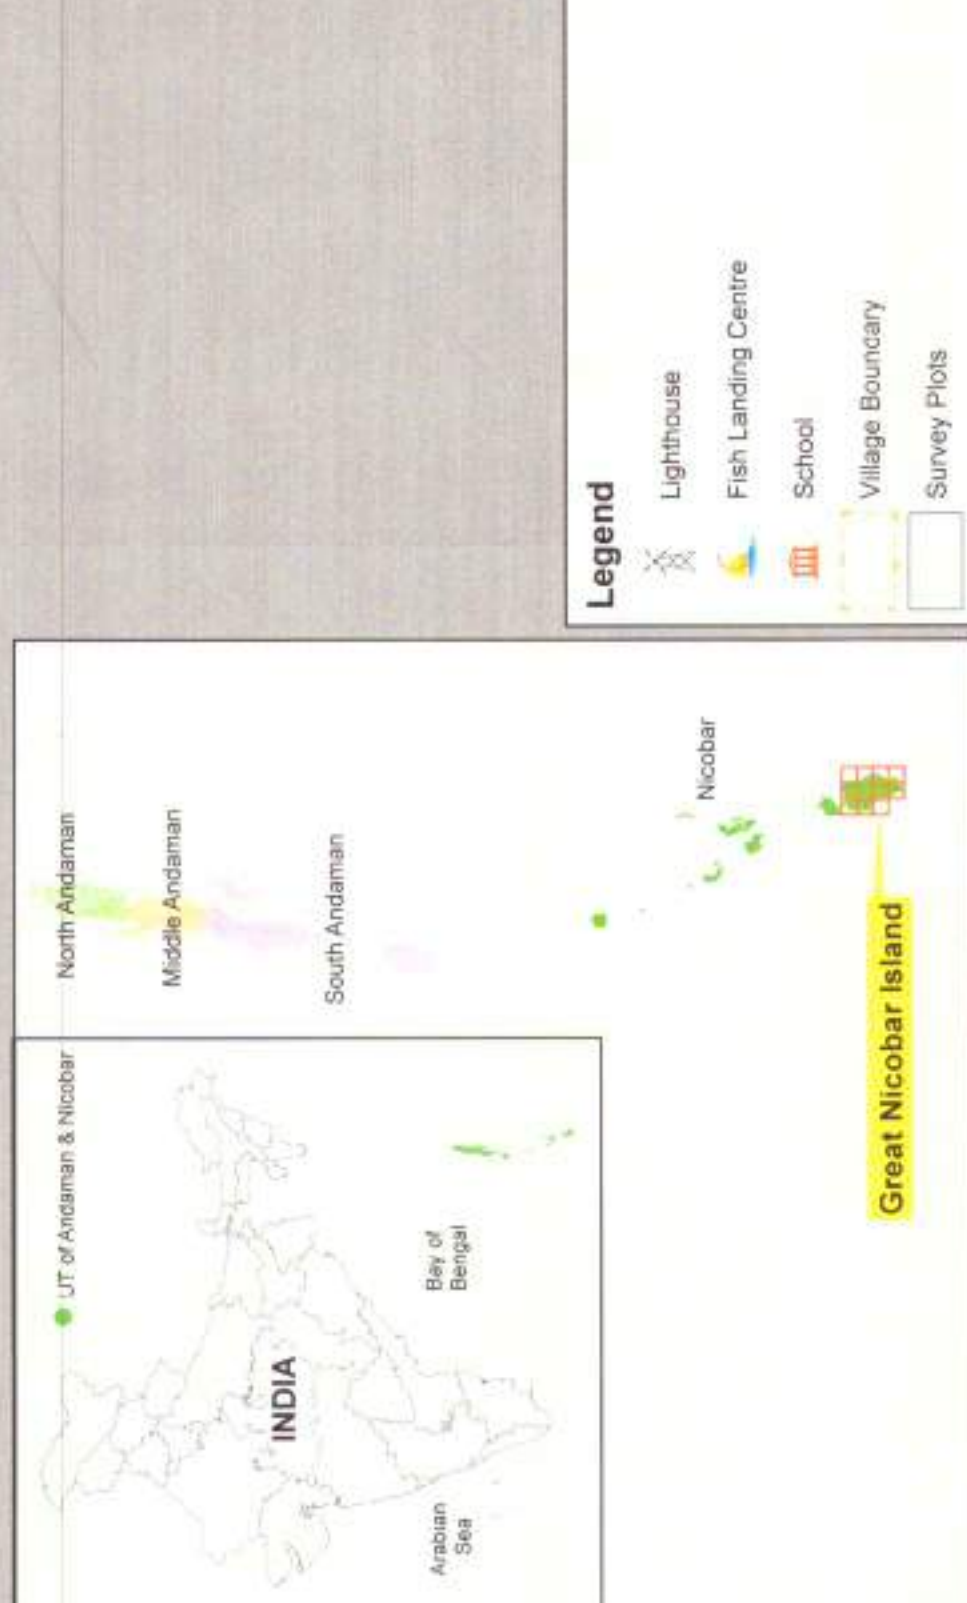 UT of Andaman & Nicobar
INDIA
Arabian
Sea
Bay of
Bengal
North Andaman
Middle Andaman
South Andaman
Nicobar
Great Nicobar Island
Legend
Lighthouse
Fish Landing Centre
School
Village Boundary
Survey Plots